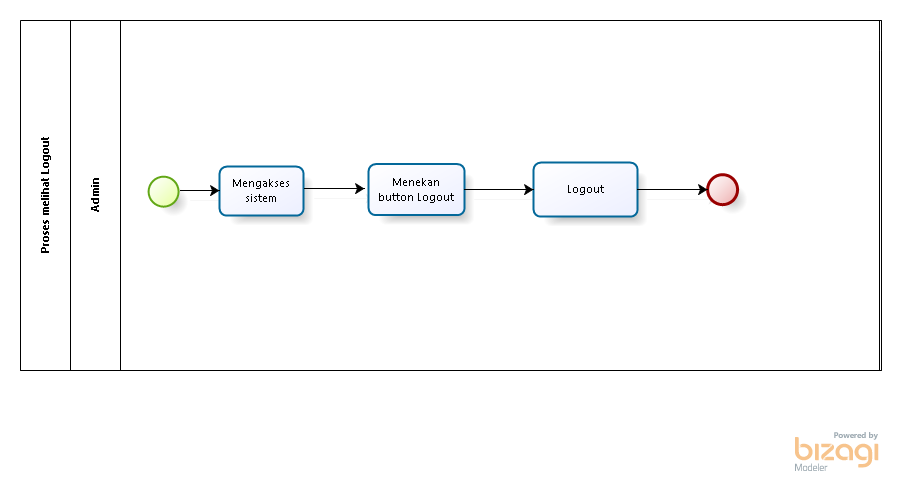 Proses melihat Logout
Admin
Mengakses
sistem
Menekan
button Logout
Logout
Powered by
bizagi
Modeler